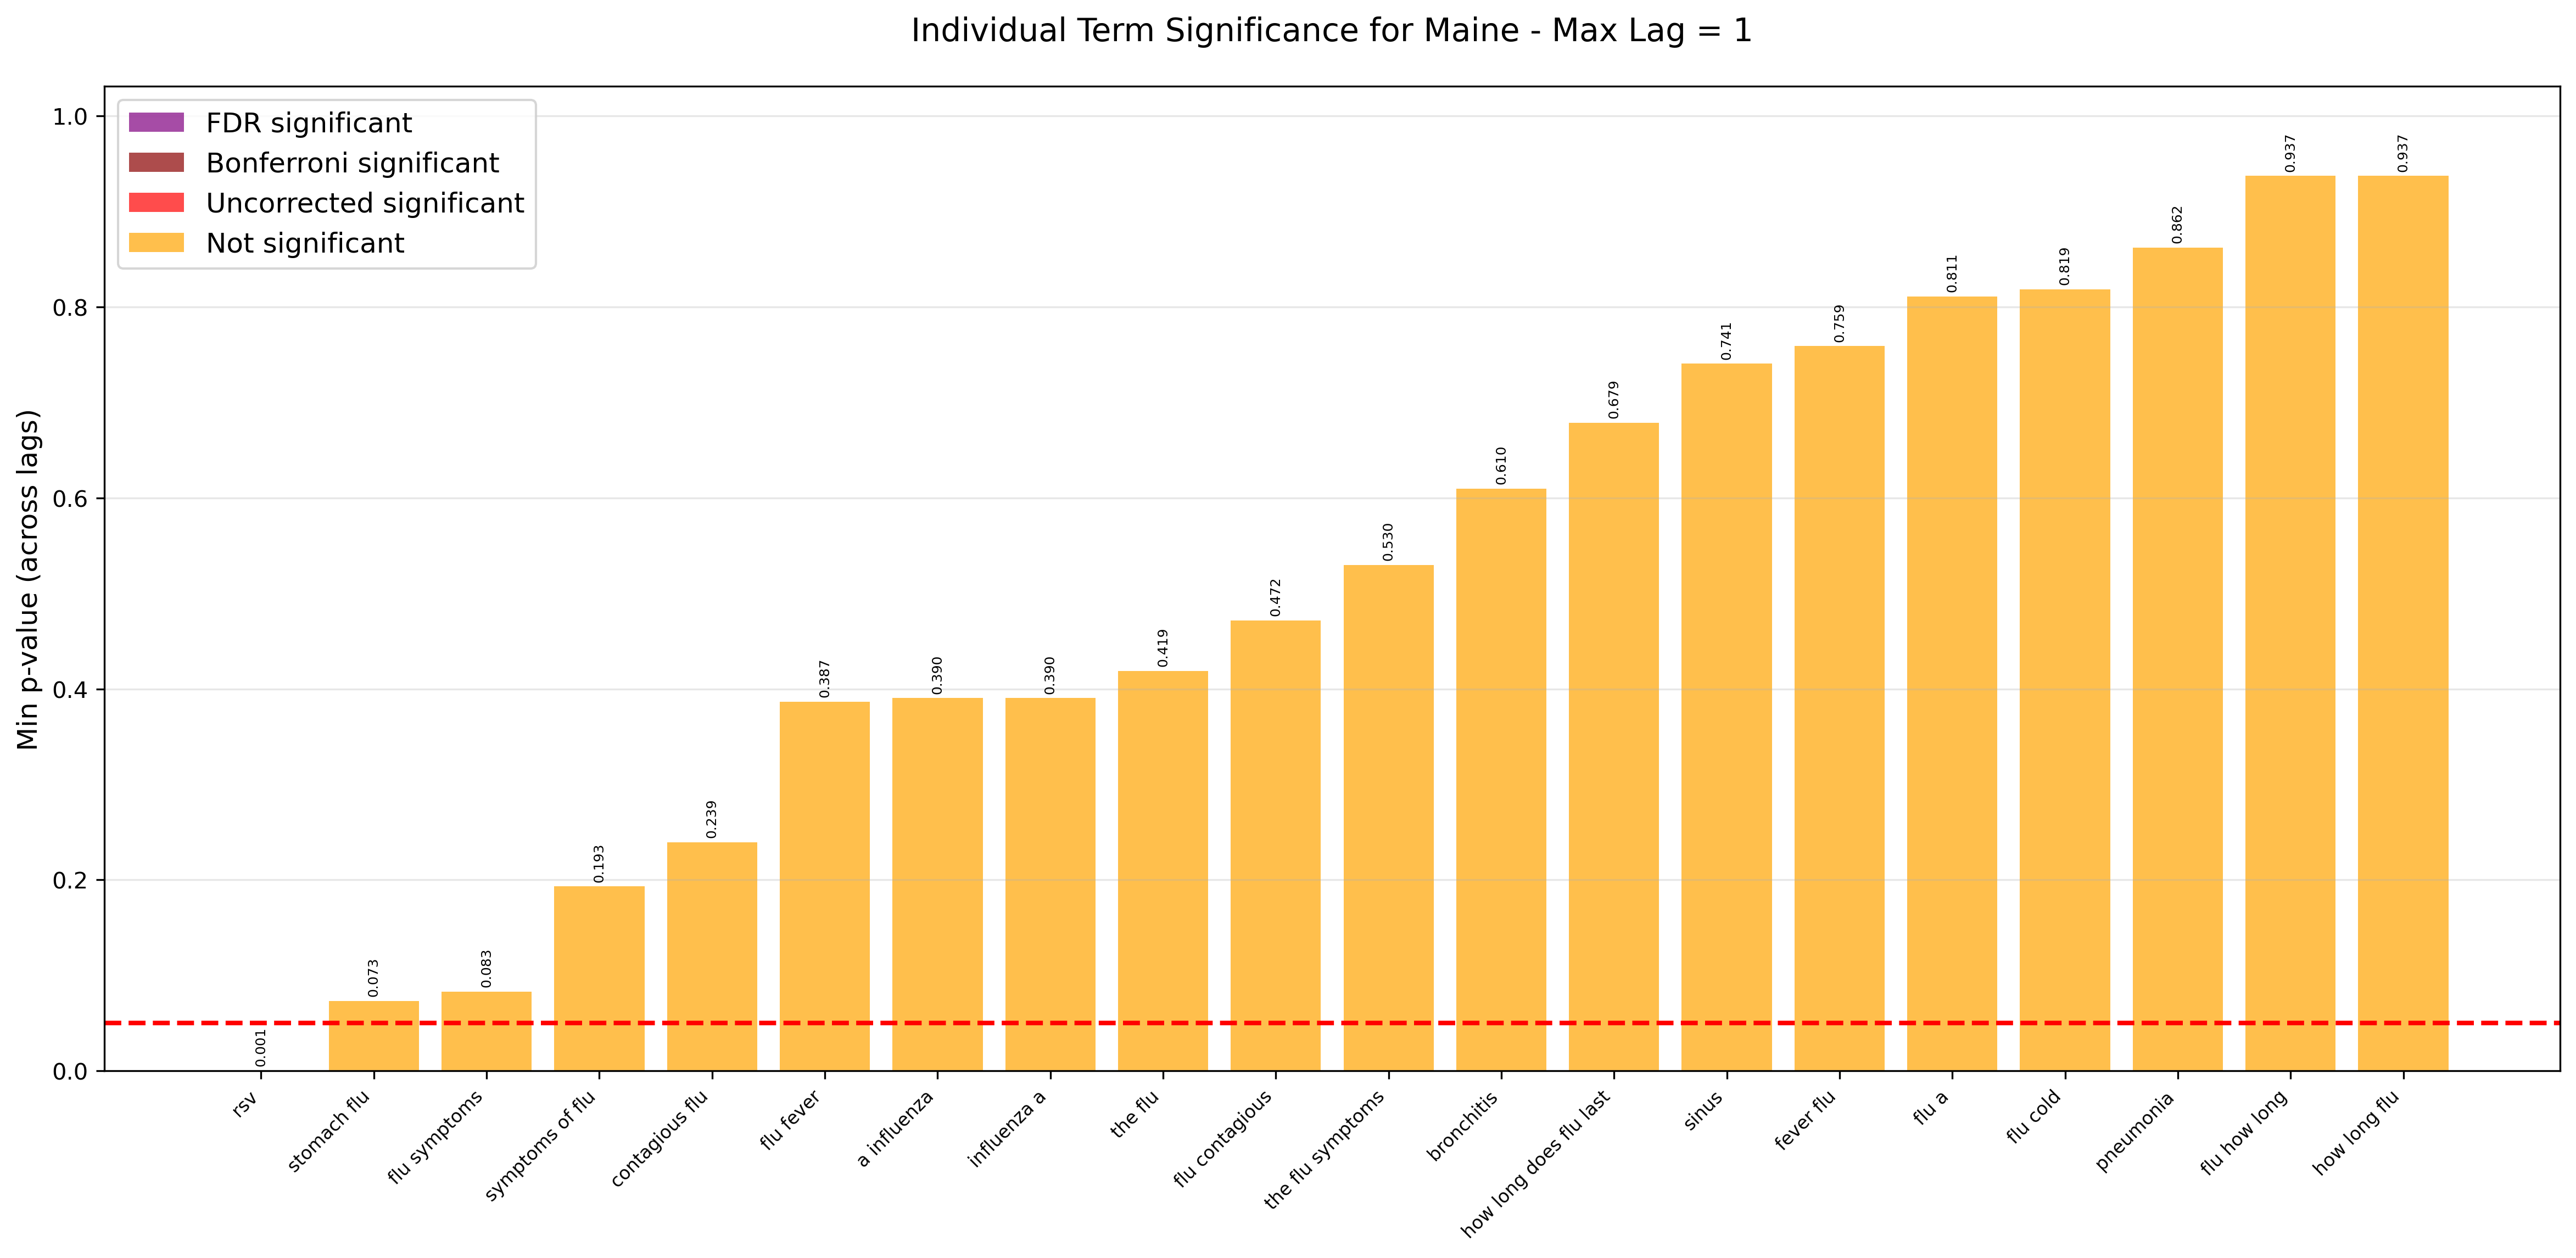 Individual Term Significance for Maine - Max Lag = 1
FDR significant
Bonferroni significant
Uncorrected significant
Not significant
Min p-value (across lags)
1.0
0.8
0.6
0.4
0.2
0.0
0.001
0.073
0.083
0.193
0.239
0.387
0.390
0.390
0.419
0.472
0.530
0.610
0.679
0.741
0.759
0.811
0.819
0.862
0.937
0.937
rsv
stomach flu
flu symptoms
symptoms of flu
contagious flu
flu fever
a influenza
influenza a
the flu
flu contagious
the flu symptoms
bronchitis
how long does flu last
sinus
fever flu
flu a
flu cold
pneumonia
flu how long
how long flu